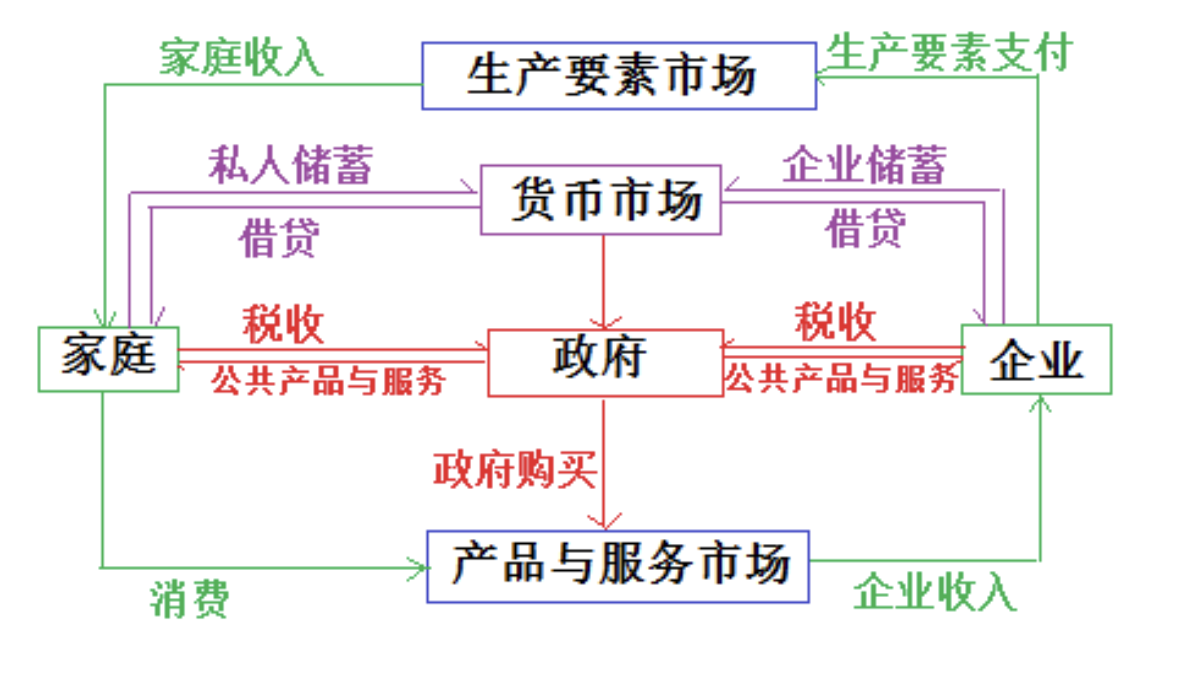 家庭收入
生产要素市场
生产要素支付
私人储蓄
货币市场
企业储蓄
借贷
借贷
税收
税收
家庭
政府
企业
公共产品与服务
公共产品与服务
政府购买
产品与服务市场
消费
企业收入